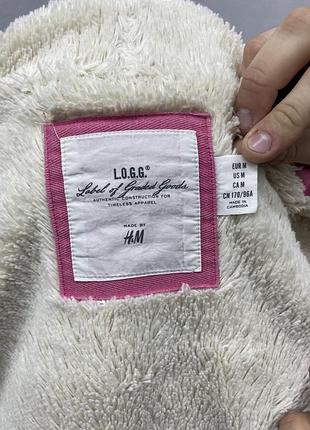 L.O.G.G.®
Label of Graded Goods
AUTHENTIC CONSTRUCTION FOR
TIMELESS APPAREL
MADE BY
H&M
EUR M
US M
CA M
CN 170/96A
MADE IN
CAMBODIA